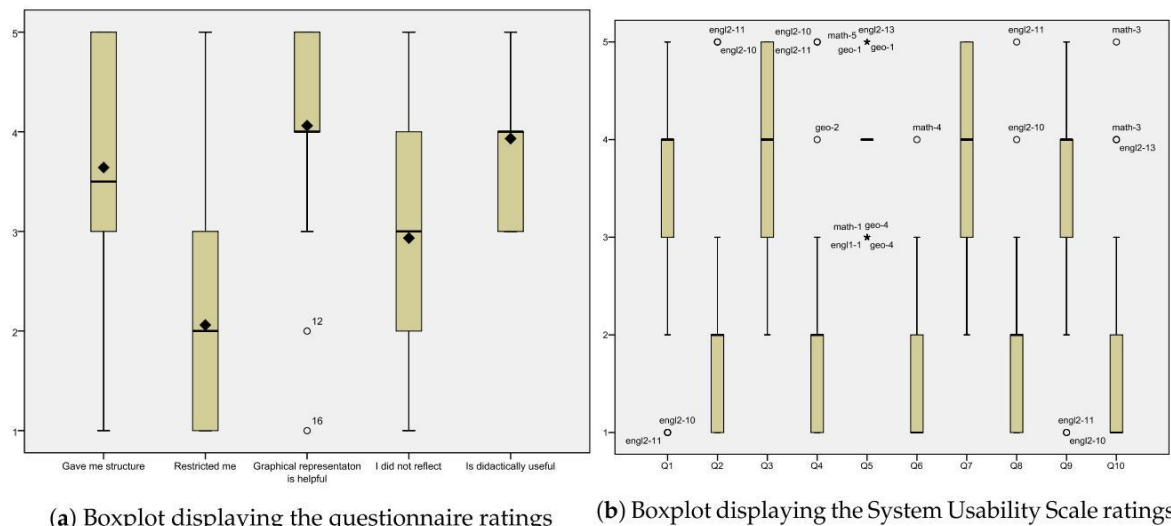 5
4
3
2
1
12
16
Gave me structure
Restricted me
Graphical representaton
is helpful
I did not reflect
Is didactically useful
(a) Boxplot displaying the questionnaire ratings
5
4
3
2
1
engl2-10
engl2-11
engl2-11
engl2-10
engl2-10
engl2-11
geo-2
math-5
engl2-13
geo-1
geo-1
math-1
geo-4
engl1-1
geo-4
math-4
engl2-11
engl2-10
engl2-11
engl2-10
math-3
math-3
engl2-13
Q1
Q2
Q3
Q4
Q5
Q6
Q7
Q8
Q9
Q10
(b) Boxplot displaying the System Usability Scale ratings